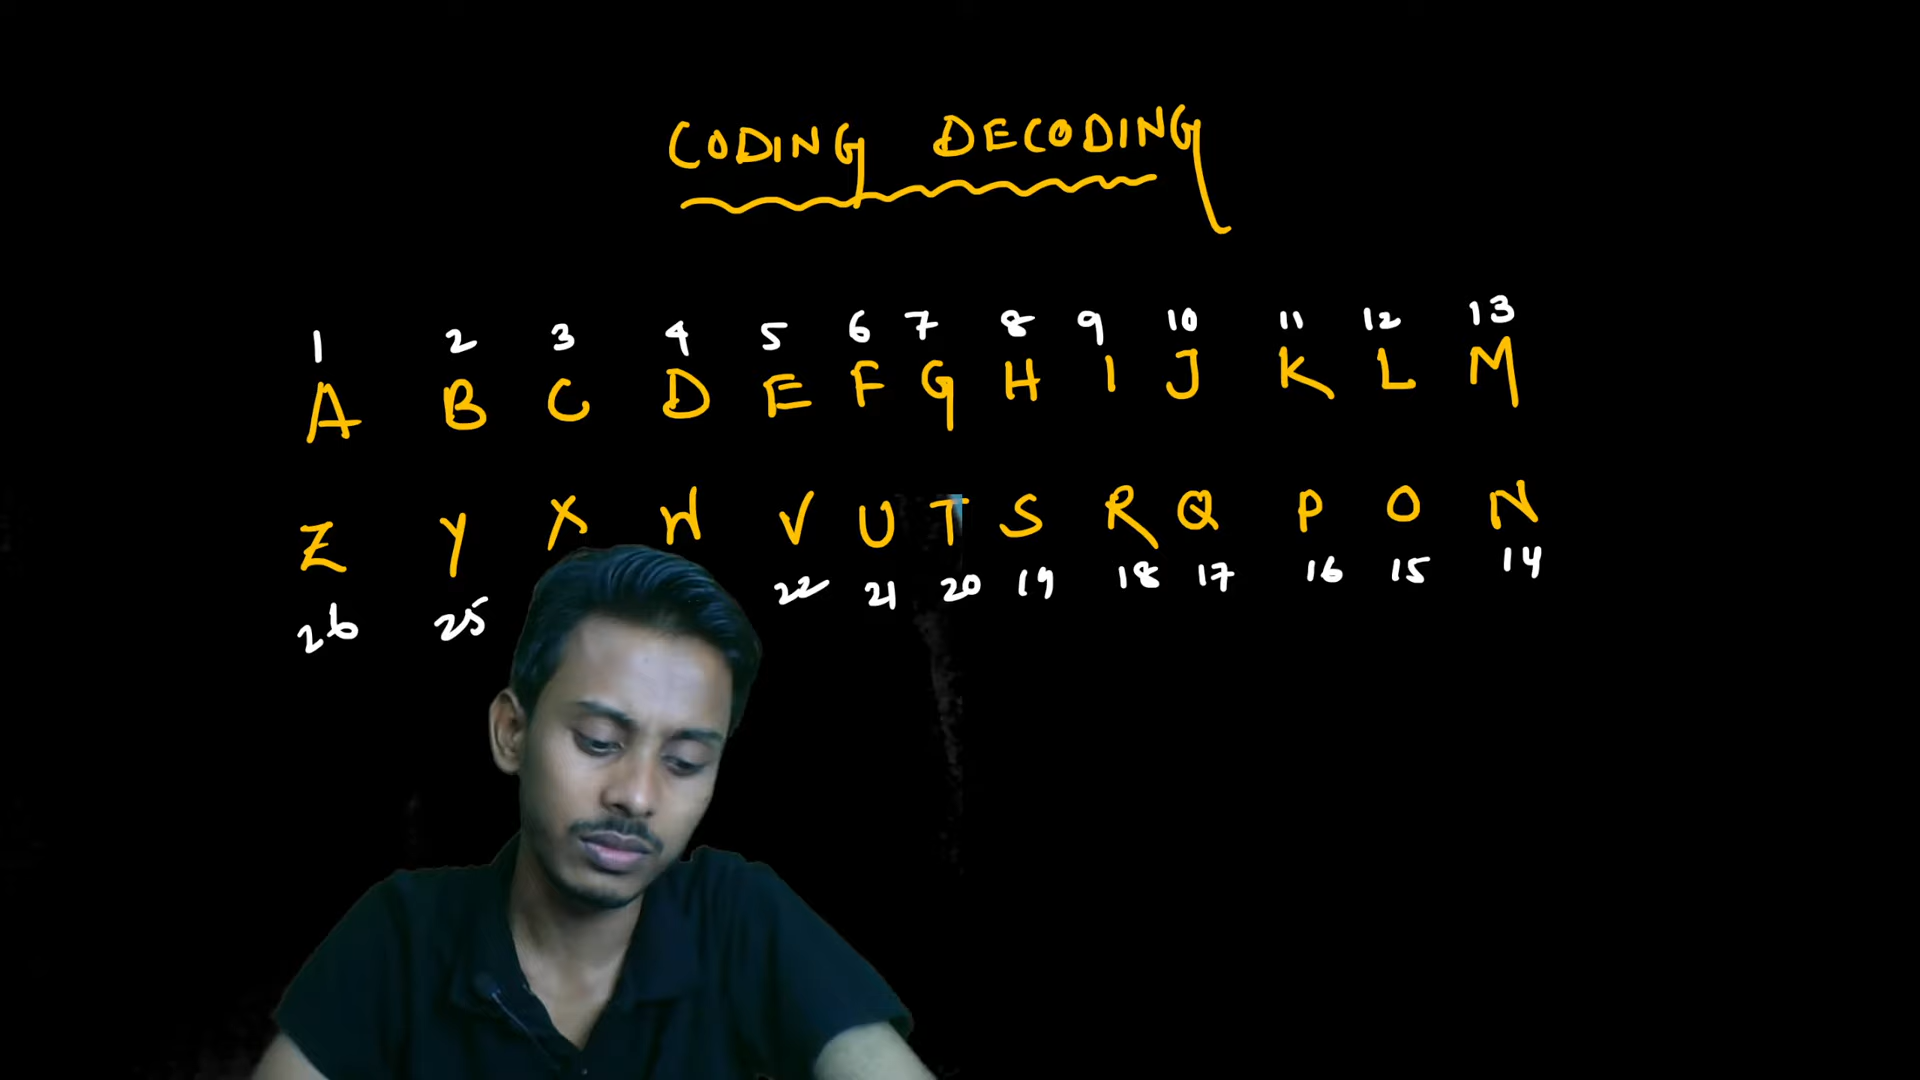 CODING DECODING
1 2 3 4 5 6 7 8 9 10 11 12 13
A B C D E F G H I J K L M
Z Y X W V U T S R Q P O N
26 25 22 21 20 19 18 17 16 15 14